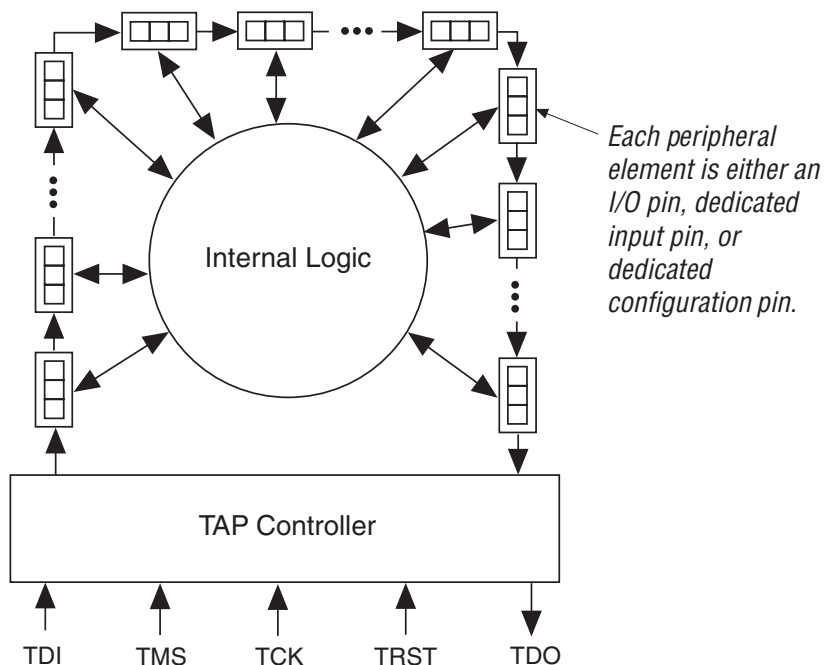 Each peripheral
element is either an
I/O pin, dedicated
input pin, or
dedicated
configuration pin.
Internal Logic
TAP Controller
TDI
TMS
TCK
TRST
TDO